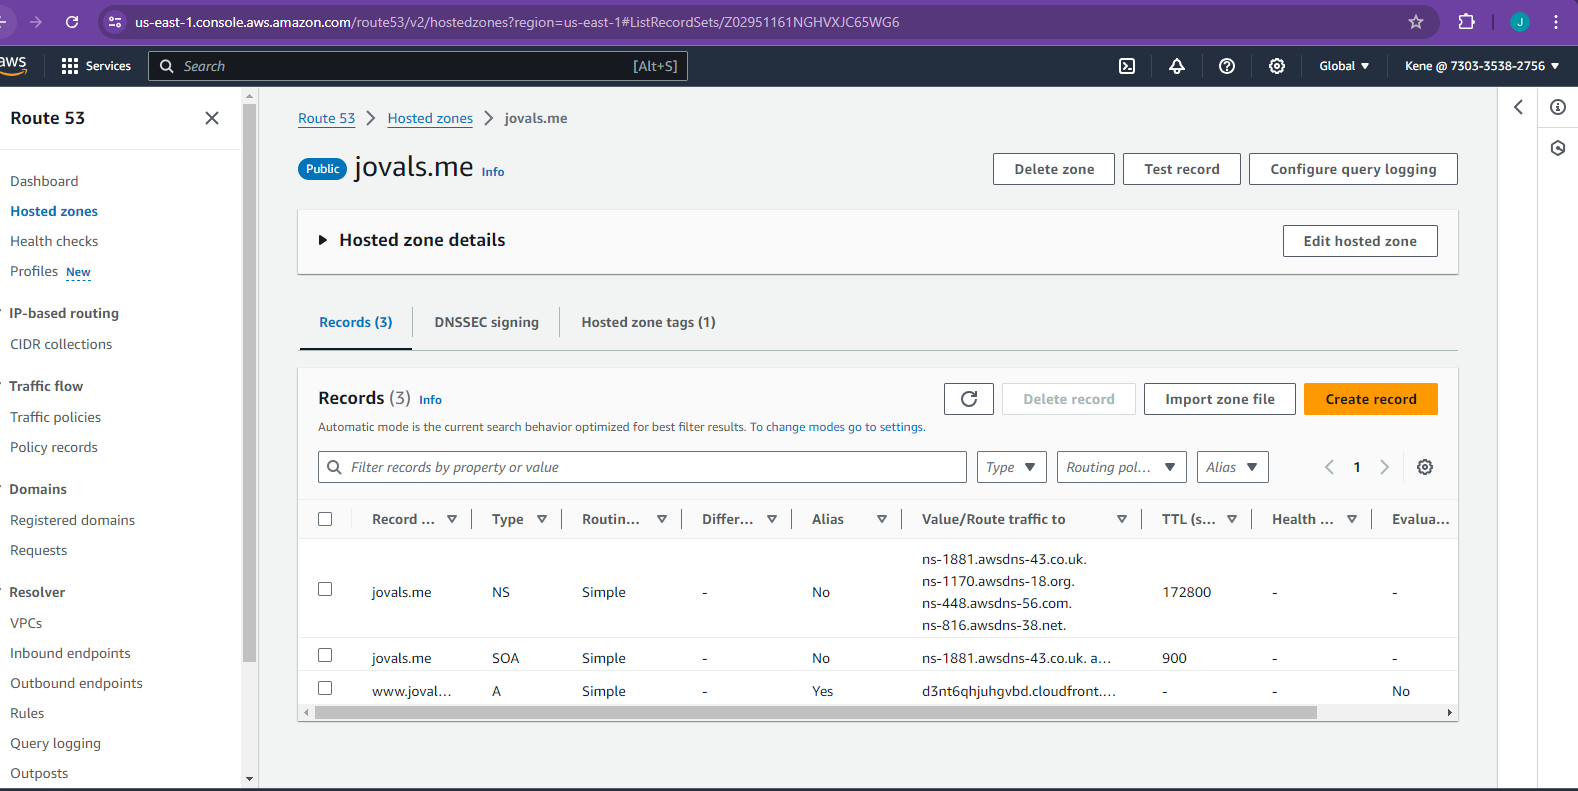 us-east-1.console.aws.amazon.com/route53/v2/hostedzones?region=us-east-1#ListRecordSets/Z02951161NGHVXJC65WG6
J
aws
Services
Search
[Alt+S]
Global
Kene @ 7303-3538-2756
Route 53
Dashboard
Hosted zones
Health checks
Profiles New
IP-based routing
CIDR collections
Traffic flow
Traffic policies
Policy records
Domains
Registered domains
Requests
Resolver
VPCs
Inbound endpoints
Outbound endpoints
Rules
Query logging
Outposts
Route 53 > Hosted zones > jovals.me
Public jovals.me Info
Delete zone
Test record
Configure query logging
Hosted zone details
Edit hosted zone
Records (3)
DNSSEC signing
Hosted zone tags (1)
Records (3) Info
Delete record
Import zone file
Create record
Automatic mode is the current search behavior optimized for best filter results. To change modes go to settings.
Filter records by property or value
Type
Routing pol...
Alias
1
Record ... Type Routin... Differ... Alias Value/Route traffic to TTL (s... Health ... Evalua...
jovals.me NS Simple - No
ns-1881.awsdns-43.co.uk.
ns-1170.awsdns-18.org.
ns-448.awsdns-56.com.
ns-816.awsdns-38.net.
172800 - -
jovals.me SOA Simple - No ns-1881.awsdns-43.co.uk. a... 900 - -
www.joval... A Simple - Yes d3nt6qhjuhgvbd.cloudfront.... - - No